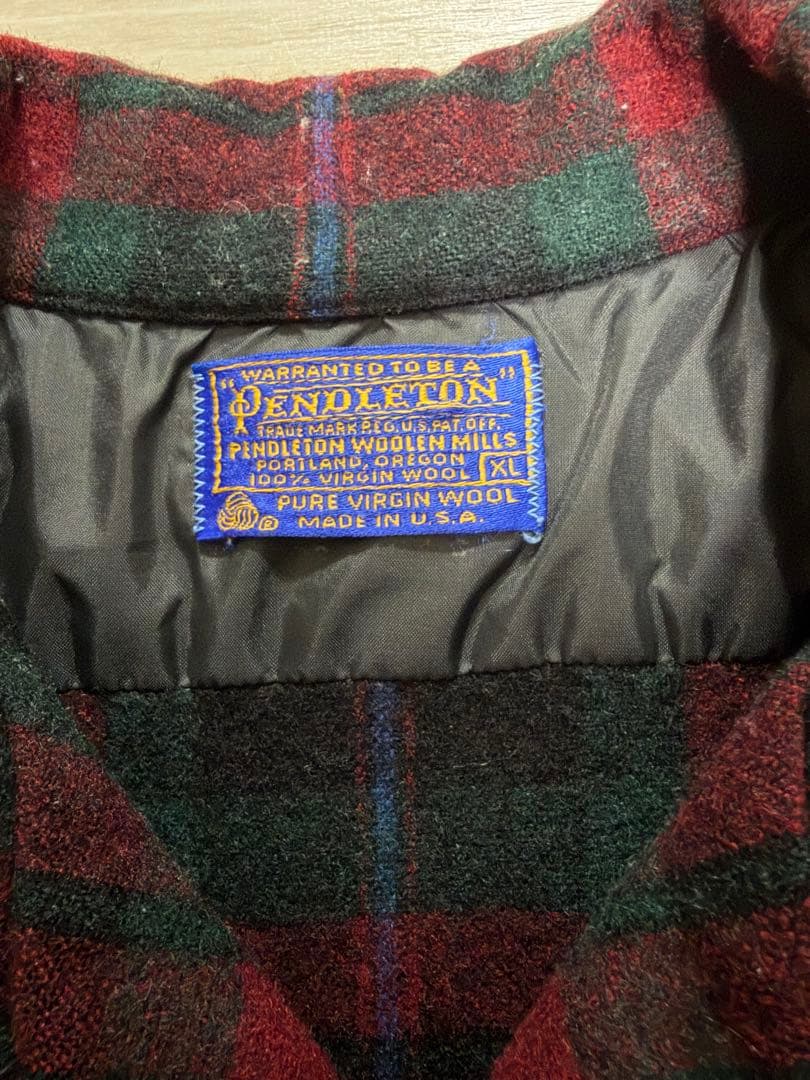 WARRANTED TO BE A
"PENDLETON"
TRADE MARK REG. U.S. PAT. OFF.
PENDLETON WOOLEN MILLS
PORTLAND, OREGON
100% VIRGIN WOOL XL
PURE VIRGIN WOOL
® MADE IN U.S.A.